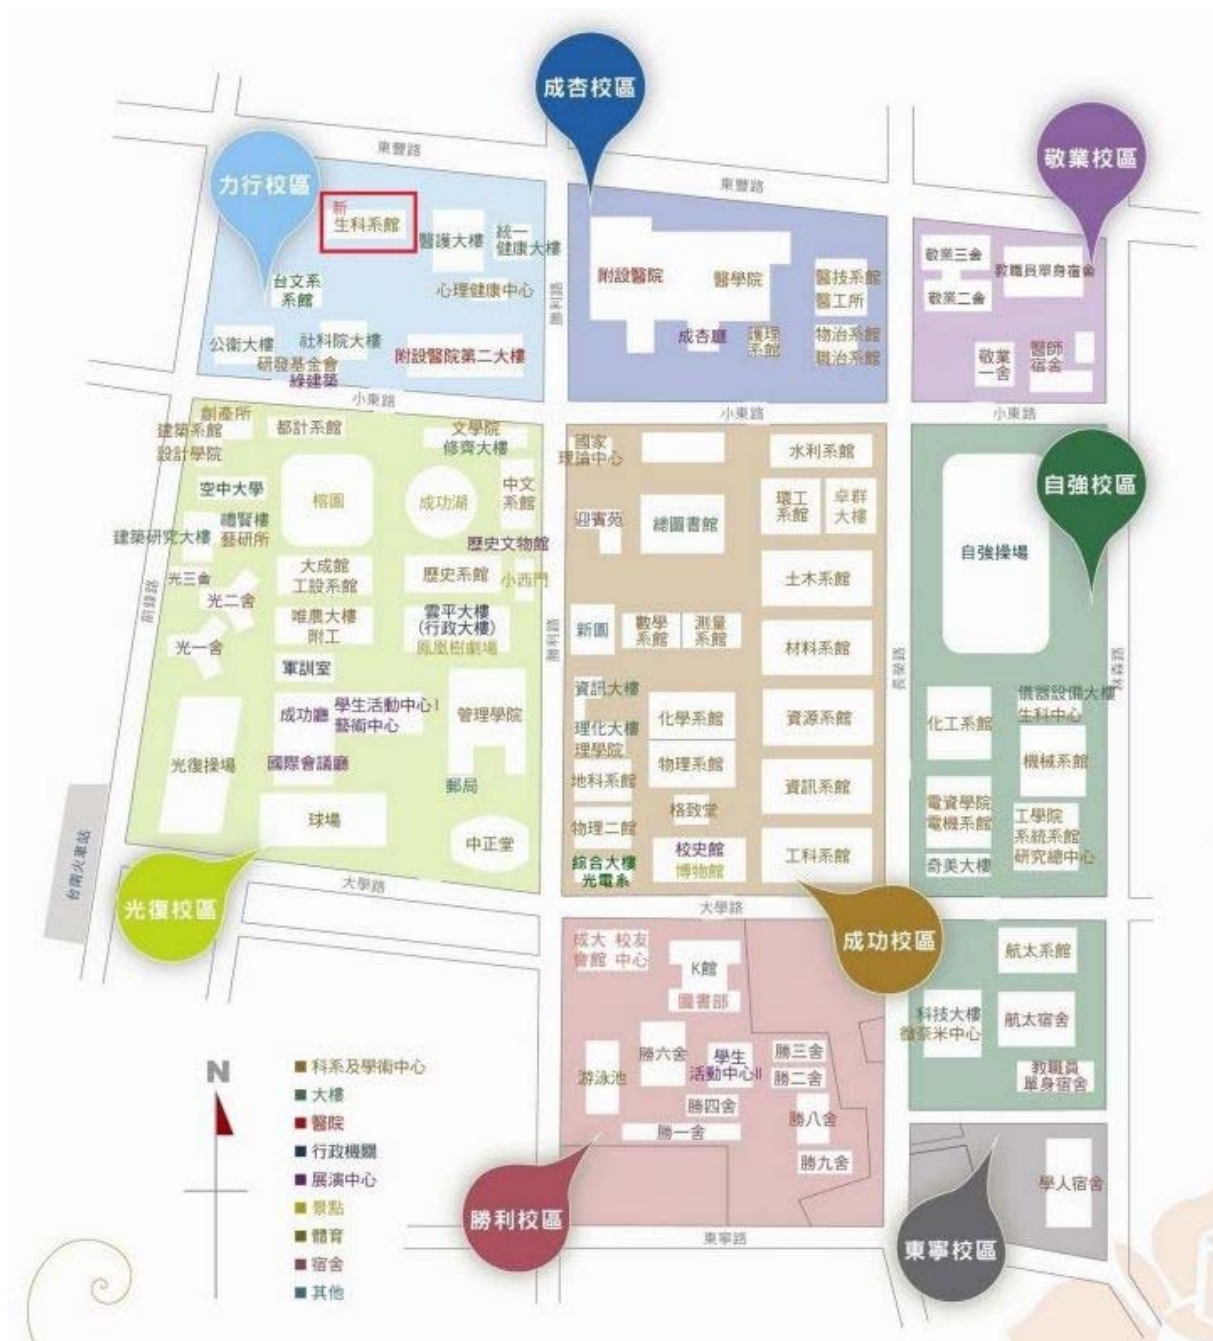 成杏校區
東豐路
敬業校區
力行校區
東豐路
新
生科系館
醫護大樓
統一
健康大樓
台文系
系館
心理健康中心
公衛大樓
社科院大樓
研發基金會
綠建築
附設醫院第二大樓
勝利路
附設醫院
醫學院
醫技系館
醫工所
成杏廳
護理
系館
物治系館
職治系館
敬業三舍
敬業二舍
教職員單身宿舍
敬業
一舍
醫師
宿舍
小東路
小東路
小東路
創產所
建築系館
設計學院
都計系館
文學院
修齊大樓
空中大學
榕園
成功湖
中文
系館
禮賢樓
藝研所
建築研究大樓
歷史文物館
大成館
工設系館
歷史系館
小西門
光三舍
光二舍
唯農大樓
附工
雲平大樓
(行政大樓)
鳳凰樹劇場
光一舍
軍訓室
成功廳
學生活動中心I
藝術中心
管理學院
光復操場
國際會議廳
郵局
球場
中正堂
前鋒路
勝利路
台南火車站
光復校區
大學路
國家
理論中心
水利系館
迎賓苑
總圖書館
環工
系館
卓群
大樓
土木系館
新園
數學
系館
測量
系館
材料系館
資訊大樓
理化大樓
理學院
化學系館
資源系館
地科系館
物理系館
資訊系館
格致堂
物理二館
校史館
博物館
工科系館
綜合大樓
光電系
長榮路
大學路
成功校區
自強校區
自強操場
林森路
儀器設備大樓
生科中心
化工系館
機械系館
電資學院
電機系館
工學院
系統系館
研究總中心
奇美大樓
航太系館
科技大樓
微奈米中心
航太宿舍
教職員
單身宿舍
成大
會館
校友
中心
K館
圖書部
游泳池
勝六舍
學生
活動中心II
勝三舍
勝二舍
勝四舍
勝一舍
勝八舍
勝九舍
勝利校區
東寧路
東寧校區
學人宿舍
N
科系及學術中心
大樓
醫院
行政機關
展演中心
景點
體育
宿舍
其他